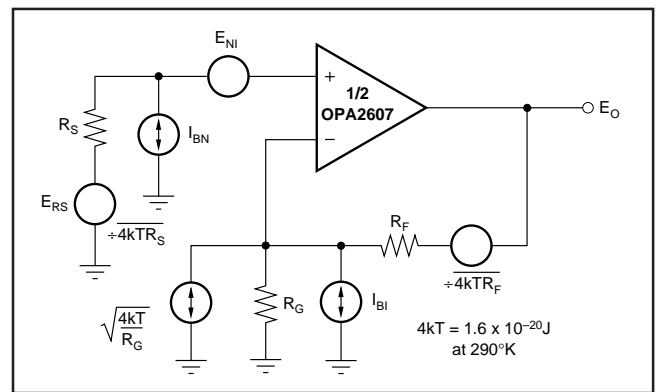 E_NI
+
1/2
OPA2607
−
E_O
R_S
I_BN
E_RS
÷4kTR_S
R_F
÷4kTR_F
√4kT/R_G
R_G
I_BI
4kT = 1.6 x 10^–20J
at 290°K